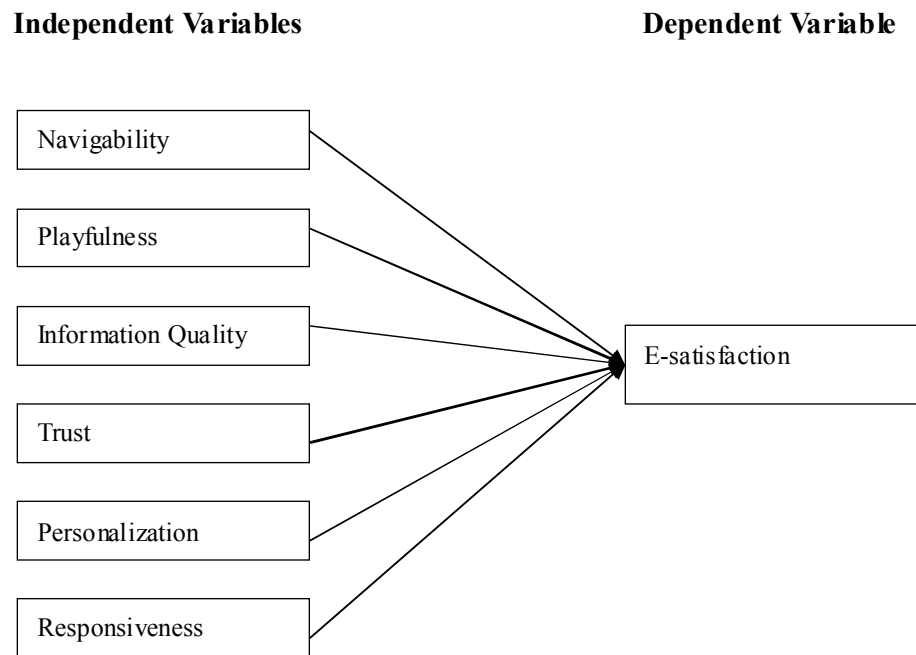 Independent Variables
Dependent Variable
Navigability
Playfulness
Information Quality
E-satisfaction
Trust
Personalization
Responsiveness